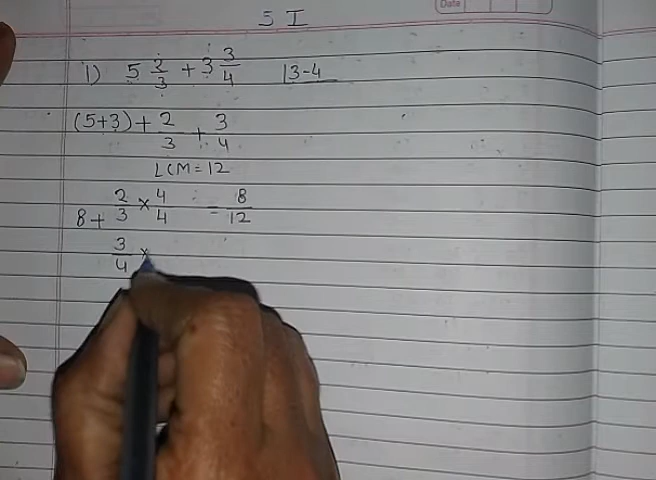 Date
5 I
1) 5 2/3 + 3 3/4 13-4
(5+3) + 2/3 + 3/4
LCM = 12
8 + 2/3 × 4/4 = 8/12
3/4 ×